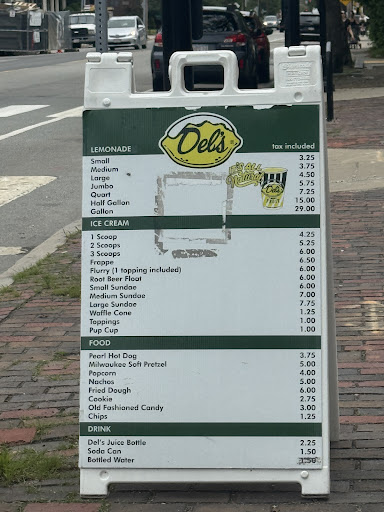 Del's
LEMONADE tax included
Small 3.25
Medium 3.75
Large 4.50
Jumbo 5.75
Quart 7.25
Half Gallon 15.00
Gallon 29.00
Del's
ICE CREAM
1 Scoop 4.25
2 Scoops 5.25
3 Scoops 6.00
Frappe 6.50
Flurry (1 topping included) 6.00
Root Beer Float 6.00
Small Sundae 6.00
Medium Sundae 7.00
Large Sundae 7.75
Waffle Cone 1.25
Toppings 1.00
Pup Cup 1.00
FOOD
Pearl Hot Dog 3.75
Milwaukee Soft Pretzel 5.00
Popcorn 4.00
Nachos 5.00
Fried Dough 6.00
Cookie 2.75
Old Fashioned Candy 3.00
Chips 1.25
DRINK
Del's Juice Bottle 2.25
Soda Can 1.50
Bottled Water 1.50